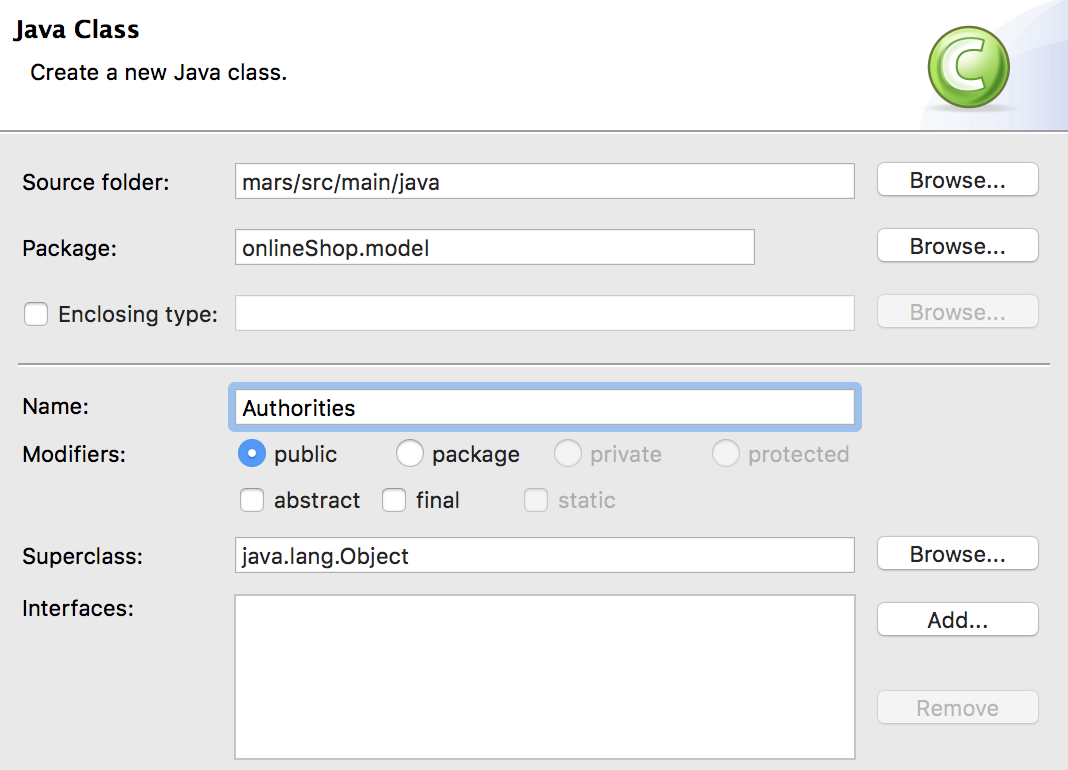 Java Class
Create a new Java class.
C
Source folder: mars/src/main/java Browse...
Package: onlineShop.model Browse...
Enclosing type: Browse...
Name: Authorities
Modifiers: public package private protected
abstract final static
Superclass: java.lang.Object Browse...
Interfaces: Add...
Remove